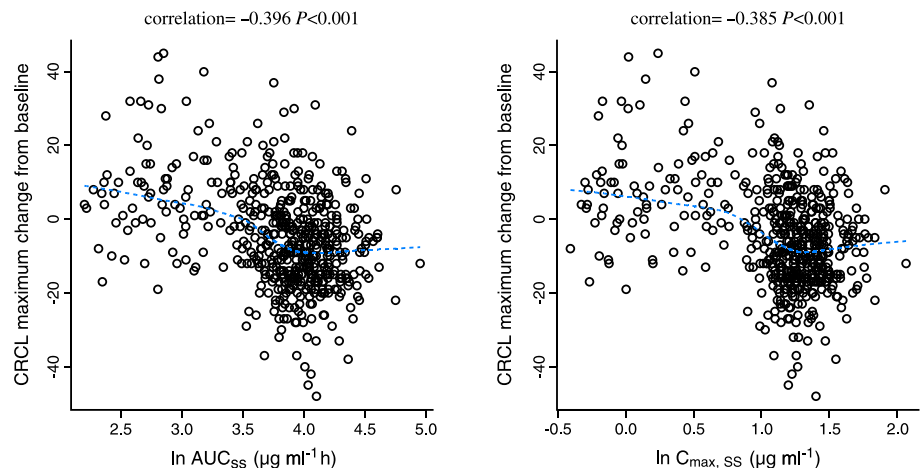 correlation= −0.396 P<0.001
CRCL maximum change from baseline
40
20
0
-20
-40
2.5 3.0 3.5 4.0 4.5 5.0
ln AUCSS (μg ml−1 h)
correlation= −0.385 P<0.001
CRCL maximum change from baseline
40
20
0
-20
-40
-0.5 0.0 0.5 1.0 1.5 2.0
ln Cmax, SS (μg ml−1)